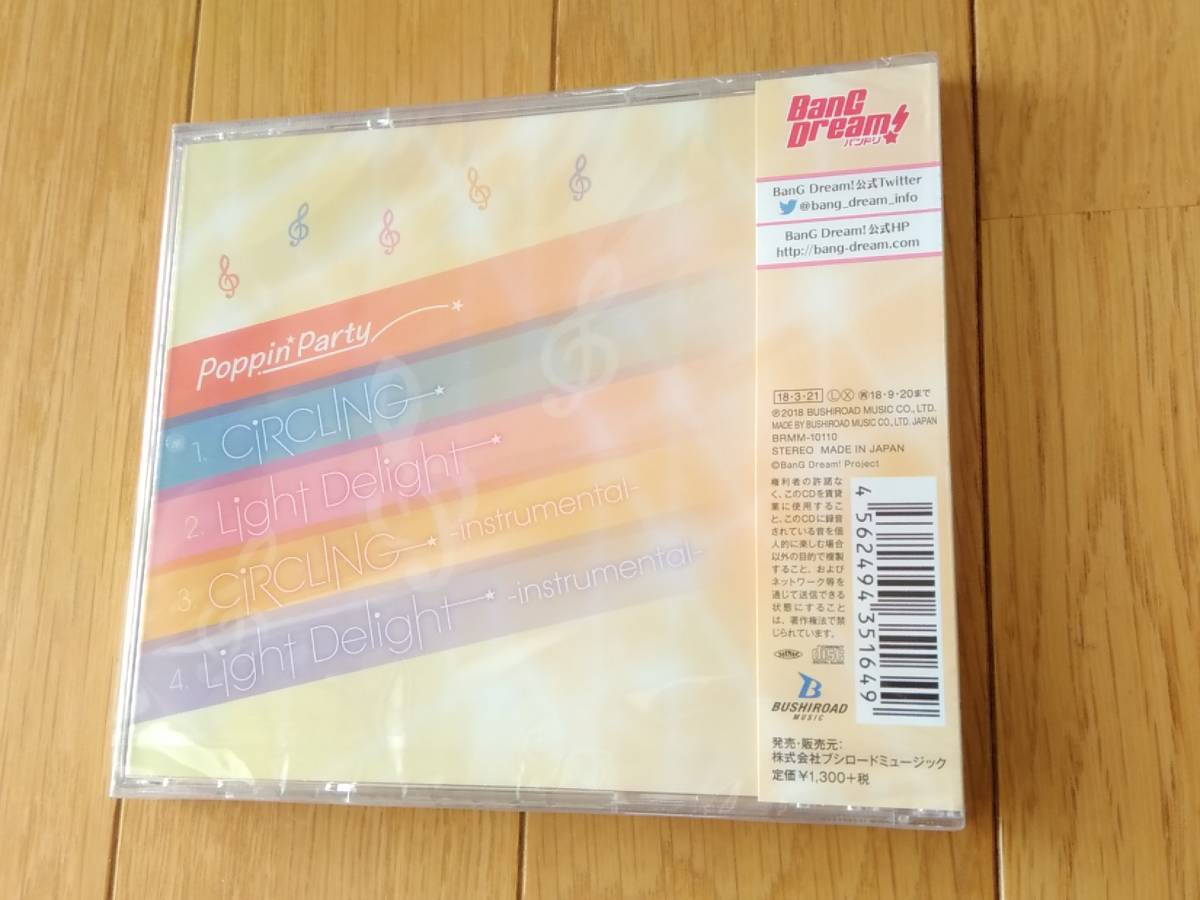 Poppin'Party
1. CiRCLING
2. Light Delight
3. CiRCLING -instrumental-
4. Light Delight -instrumental-
BanG
Dream!
バンドリ
BanG Dream!公式Twitter
@bang_dream_info
BanG Dream!公式HP
http://bang-dream.com
18・3・21 Ⓛ Ⓧ 再18・9・20まで
℗2018 BUSHIROAD MUSIC CO., LTD.
MADE BY BUSHIROAD MUSIC CO., LTD. JAPAN
BRMM-10110
STEREO MADE IN JAPAN
©BanG Dream! Project
権利者の許諾な
く、このCDを賃貸
業に使用するこ
と、このCDに録音
されている音を個
人的に楽しむ場合
以外の目的で複製
すること、および
ネットワーク等を
通じて送信できる
状態にすること
は、著作権法で禁
じられています。
4 562494 351649
B
BUSHIROAD
MUSIC
発売・販売元:
株式会社ブシロードミュージック
定価¥1,300+税